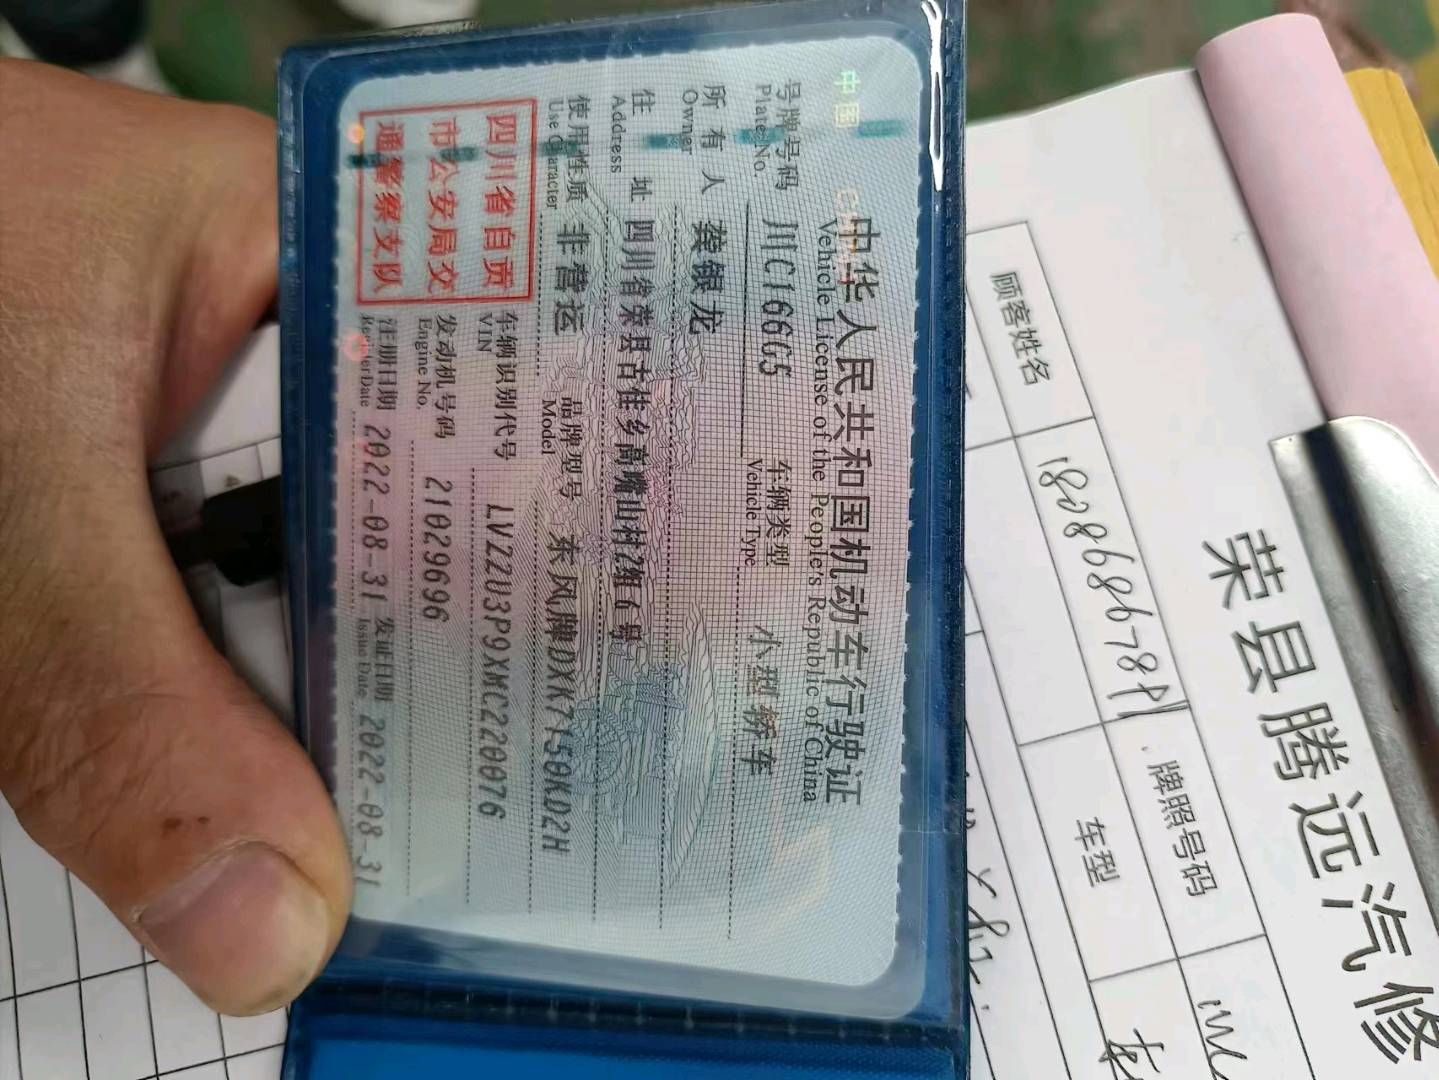 中华人民共和国机动车行驶证
Vehicle License of the People's Republic of China
号牌号码 川C166G5 车辆类型 小型轿车
Plate No. Vehicle Type
所有人 龚银龙
Owner
住址 四川省荣县古佳乡高嘴山村2组6号
Address
使用性质 非营运 品牌型号 东风牌DXK7150KD2H
Use Character Model
四川省自贡
市公安局交
通警察支队
车辆识别代号 LVZZU3P9XMC220076
VIN
发动机号码 21029696
Engine No.
注册日期 2022-08-31 发证日期 2022-08-31
Register Date Issue Date
荣县腾远汽修
顾客姓名
牌照号码
车型